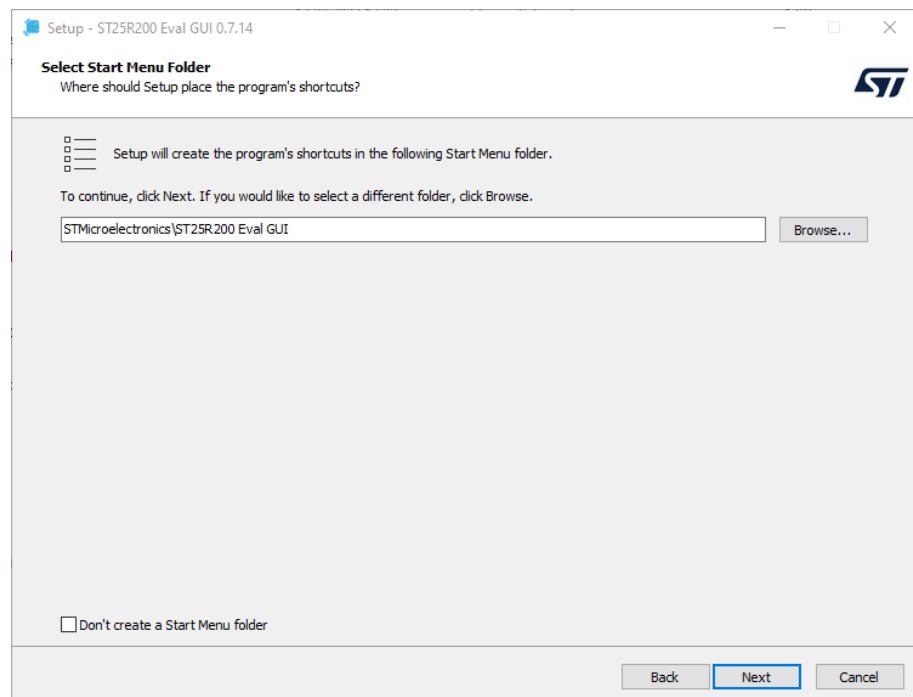 Setup - ST25R200 Eval GUI 0.7.14
Select Start Menu Folder
Where should Setup place the program's shortcuts?
ST
Setup will create the program's shortcuts in the following Start Menu folder.
To continue, click Next. If you would like to select a different folder, click Browse.
STMicroelectronics\ST25R200 Eval GUI
Browse...
Don't create a Start Menu folder
Back
Next
Cancel